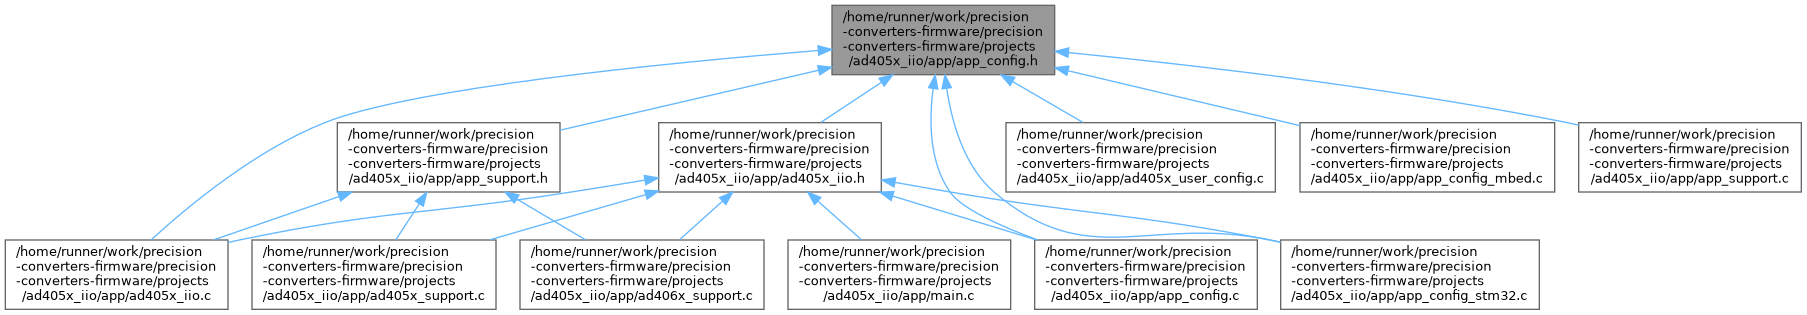 /home/runner/work/precision
-converters-firmware/precision
-converters-firmware/projects
/ad405x_iio/app/app_config.h
/home/runner/work/precision
-converters-firmware/precision
-converters-firmware/projects
/ad405x_iio/app/app_support.h
/home/runner/work/precision
-converters-firmware/precision
-converters-firmware/projects
/ad405x_iio/app/ad405x_iio.h
/home/runner/work/precision
-converters-firmware/precision
-converters-firmware/projects
/ad405x_iio/app/ad405x_user_config.c
/home/runner/work/precision
-converters-firmware/precision
-converters-firmware/projects
/ad405x_iio/app/app_config_mbed.c
/home/runner/work/precision
-converters-firmware/precision
-converters-firmware/projects
/ad405x_iio/app/app_support.c
/home/runner/work/precision
-converters-firmware/precision
-converters-firmware/projects
/ad405x_iio/app/ad405x_iio.c
/home/runner/work/precision
-converters-firmware/precision
-converters-firmware/projects
/ad405x_iio/app/ad405x_support.c
/home/runner/work/precision
-converters-firmware/precision
-converters-firmware/projects
/ad405x_iio/app/ad406x_support.c
/home/runner/work/precision
-converters-firmware/precision
-converters-firmware/projects
/ad405x_iio/app/main.c
/home/runner/work/precision
-converters-firmware/precision
-converters-firmware/projects
/ad405x_iio/app/app_config.c
/home/runner/work/precision
-converters-firmware/precision
-converters-firmware/projects
/ad405x_iio/app/app_config_stm32.c